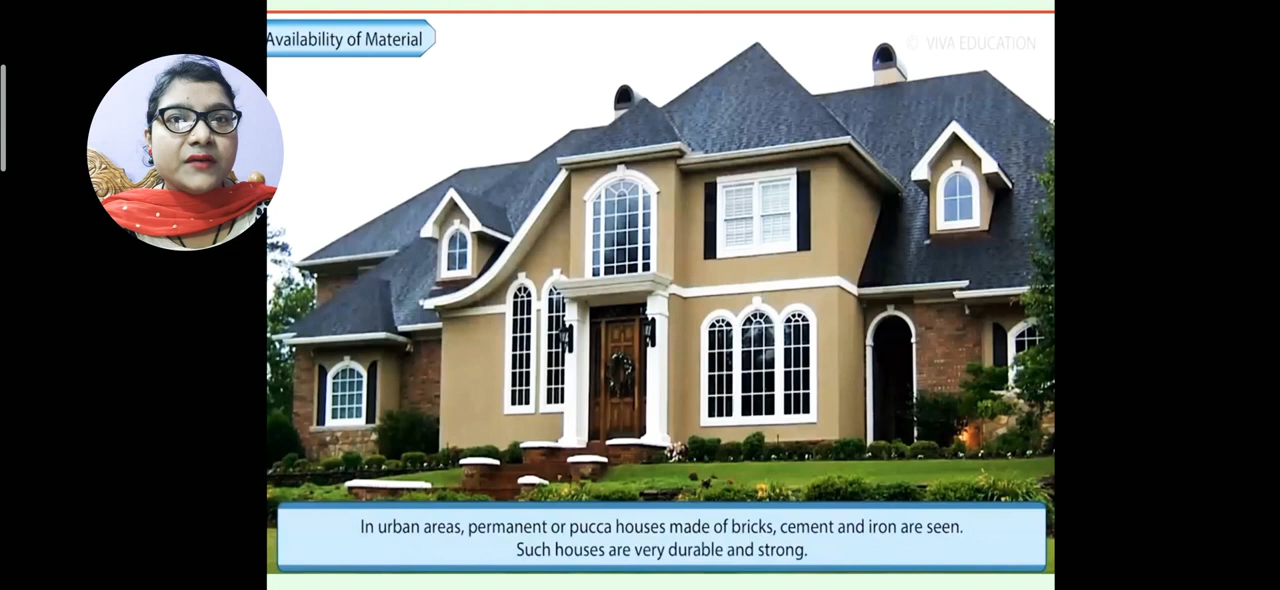 Availability of Material
© VIVA EDUCATION
In urban areas, permanent or pucca houses made of bricks, cement and iron are seen.
Such houses are very durable and strong.